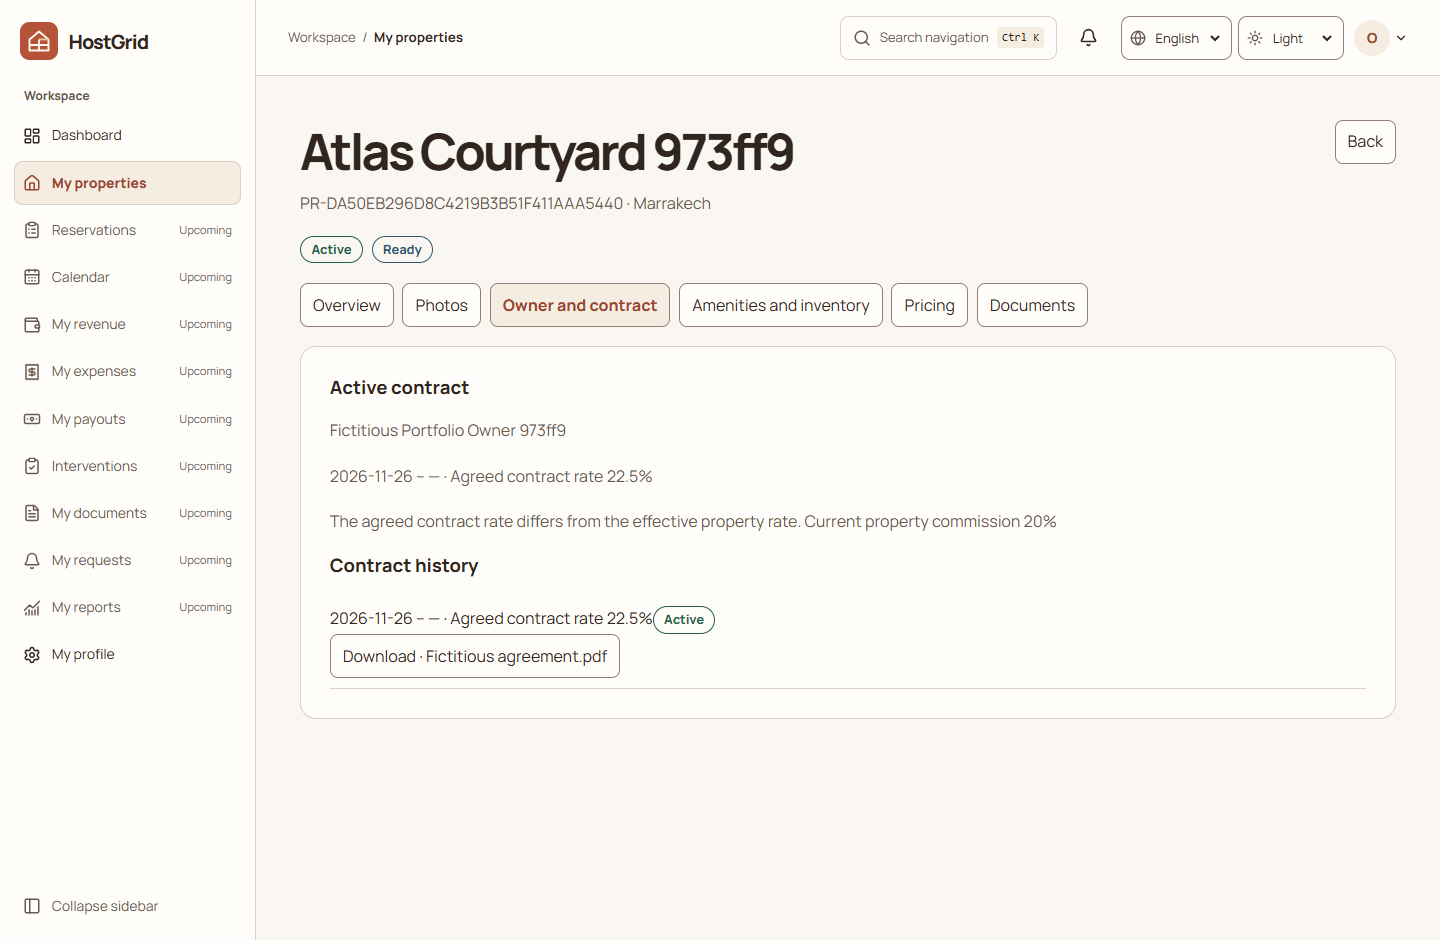 HostGrid
Workspace
Dashboard
My properties
Reservations Upcoming
Calendar Upcoming
My revenue Upcoming
My expenses Upcoming
My payouts Upcoming
Interventions Upcoming
My documents Upcoming
My requests Upcoming
My reports Upcoming
My profile
Collapse sidebar
Workspace / My properties
Search navigation Ctrl K
English
Light
O
Atlas Courtyard 973ff9
Back
PR-DA50EB296D8C4219B3B51F411AAA5440 · Marrakech
Active Ready
Overview Photos Owner and contract Amenities and inventory Pricing Documents
Active contract
Fictitious Portfolio Owner 973ff9
2026-11-26 – — · Agreed contract rate 22.5%
The agreed contract rate differs from the effective property rate. Current property commission 20%
Contract history
2026-11-26 – — · Agreed contract rate 22.5% Active
Download · Fictitious agreement.pdf